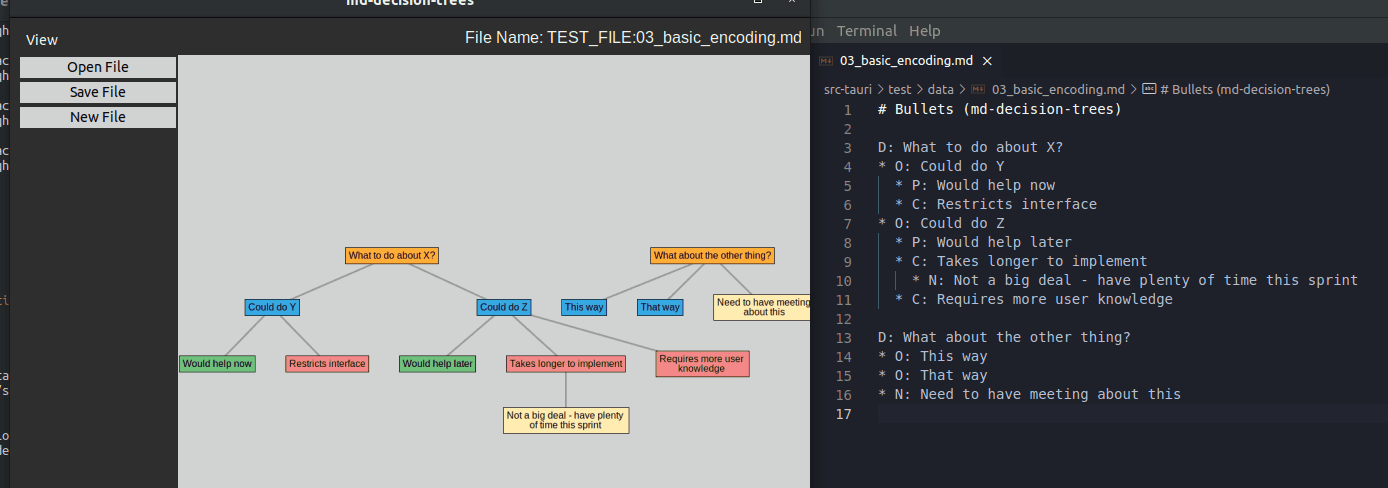 md-decision-trees
View
File Name: TEST_FILE:03_basic_encoding.md
Open File
Save File
New File
What to do about X?
What about the other thing?
Could do Y
Could do Z
This way
That way
Need to have meeting
about this
Would help now
Restricts interface
Would help later
Takes longer to implement
Requires more user
knowledge
Not a big deal - have plenty
of time this sprint
Terminal Help
03_basic_encoding.md
src-tauri > test > data > 03_basic_encoding.md > # Bullets (md-decision-trees)
1 # Bullets (md-decision-trees)
2
3 D: What to do about X?
4 * O: Could do Y
5 * P: Would help now
6 * C: Restricts interface
7 * O: Could do Z
8 * P: Would help later
9 * C: Takes longer to implement
10 * N: Not a big deal - have plenty of time this sprint
11 * C: Requires more user knowledge
12
13 D: What about the other thing?
14 * O: This way
15 * O: That way
16 * N: Need to have meeting about this
17